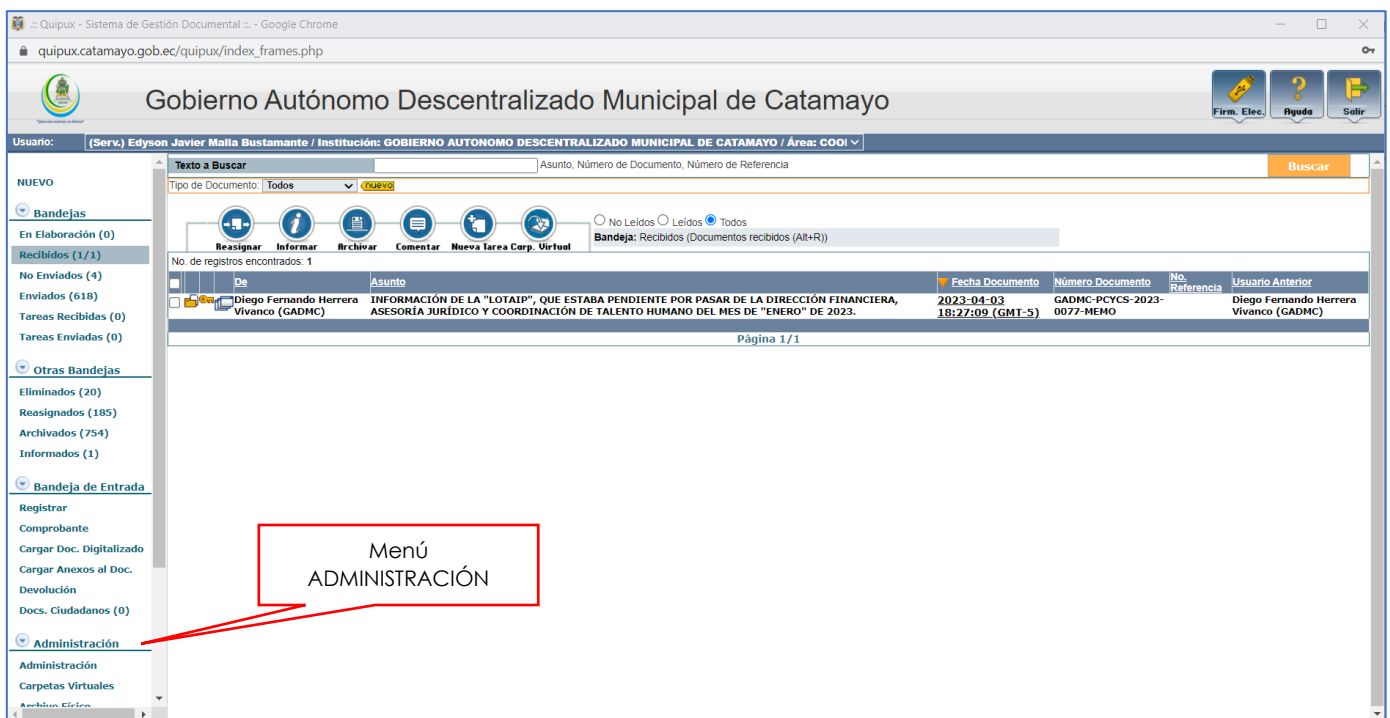 .:: Quipux - Sistema de Gestión Documental ::. - Google Chrome
quipux.catamayo.gob.ec/quipux/index_frames.php
Gobierno Autónomo Descentralizado Municipal de Catamayo
Firm. Elec.
Ayuda
Salir
Usuario:
(Serv.) Edyson Javier Malla Bustamante / Institución: GOBIERNO AUTONOMO DESCENTRALIZADO MUNICIPAL DE CATAMAYO / Área: COOI
NUEVO
Bandejas
En Elaboración (0)
Recibidos (1/1)
No Enviados (4)
Enviados (618)
Tareas Recibidas (0)
Tareas Enviadas (0)
Otras Bandejas
Eliminados (20)
Reasignados (185)
Archivados (754)
Informados (1)
Bandeja de Entrada
Registrar
Comprobante
Cargar Doc. Digitalizado
Cargar Anexos al Doc.
Devolución
Docs. Ciudadanos (0)
Administración
Administración
Carpetas Virtuales
Archivo Físico
Texto a Buscar
Asunto, Número de Documento, Número de Referencia
Buscar
Tipo de Documento: Todos nuevo
Reasignar Informar Archivar Comentar Nueva Tarea Carp. Virtual
No Leídos Leídos Todos
Bandeja: Recibidos (Documentos recibidos (Alt+R))
No. de registros encontrados: 1
De Asunto Fecha Documento Número Documento No. Referencia Usuario Anterior
Diego Fernando Herrera Vivanco (GADMC)
INFORMACIÓN DE LA "LOTAIP", QUE ESTABA PENDIENTE POR PASAR DE LA DIRECCIÓN FINANCIERA,
ASESORÍA JURÍDICO Y COORDINACIÓN DE TALENTO HUMANO DEL MES DE "ENERO" DE 2023.
2023-04-03
18:27:09 (GMT-5)
GADMC-PCYCS-2023-
0077-MEMO
Diego Fernando Herrera
Vivanco (GADMC)
Página 1/1
Menú
ADMINISTRACIÓN